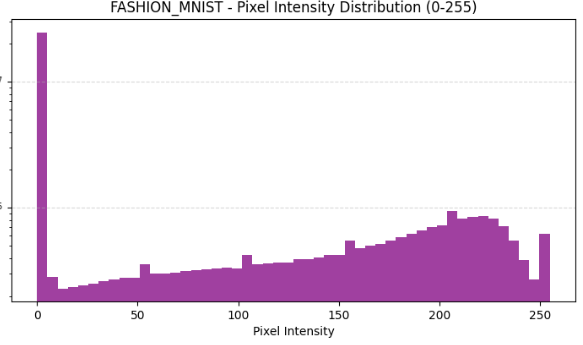 FASHION_MNIST - Pixel Intensity Distribution (0-255)
0 50 100 150 200 250
Pixel Intensity